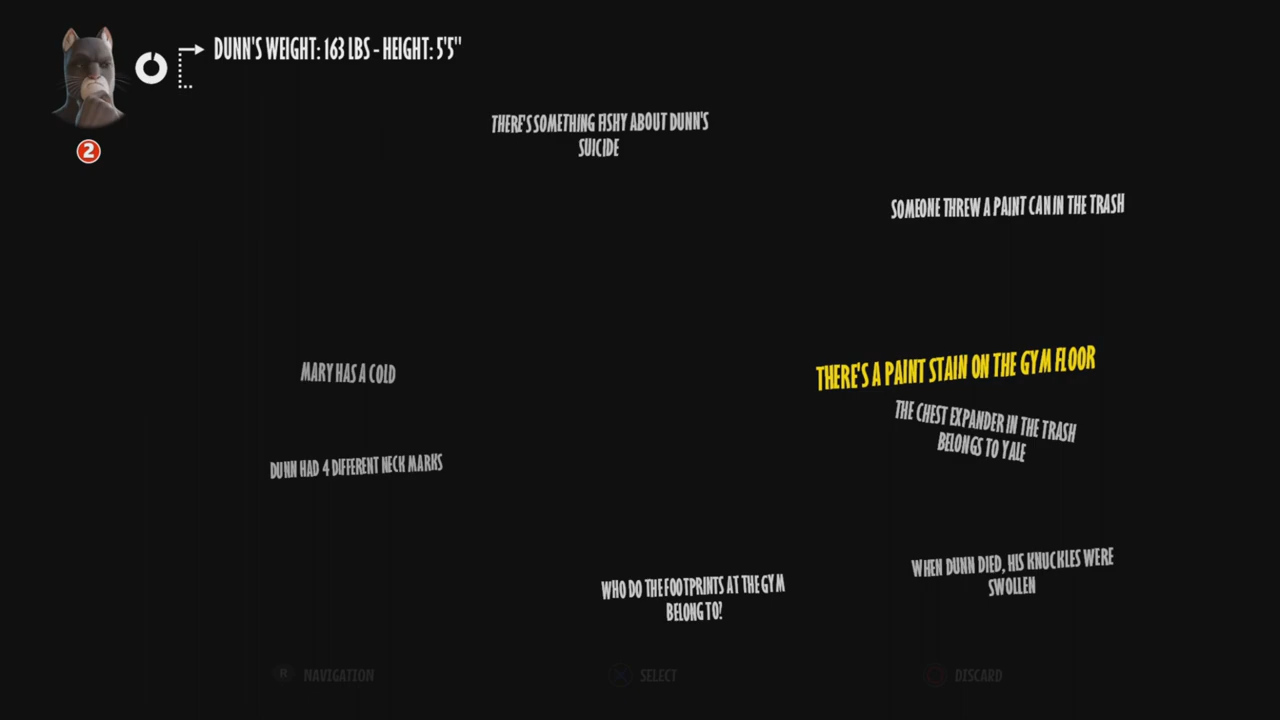 DUNN'S WEIGHT: 163 LBS - HEIGHT: 5'5"
2
THERE'S SOMETHING FISHY ABOUT DUNN'S
SUICIDE
SOMEONE THREW A PAINT CAN IN THE TRASH
MARY HAS A COLD
THERE'S A PAINT STAIN ON THE GYM FLOOR
THE CHEST EXPANDER IN THE TRASH
BELONGS TO YALE
DUNN HAD 4 DIFFERENT NECK MARKS
WHEN DUNN DIED, HIS KNUCKLES WERE
SWOLLEN
WHO DO THE FOOTPRINTS AT THE GYM
BELONG TO?
R NAVIGATION
SELECT
DISCARD